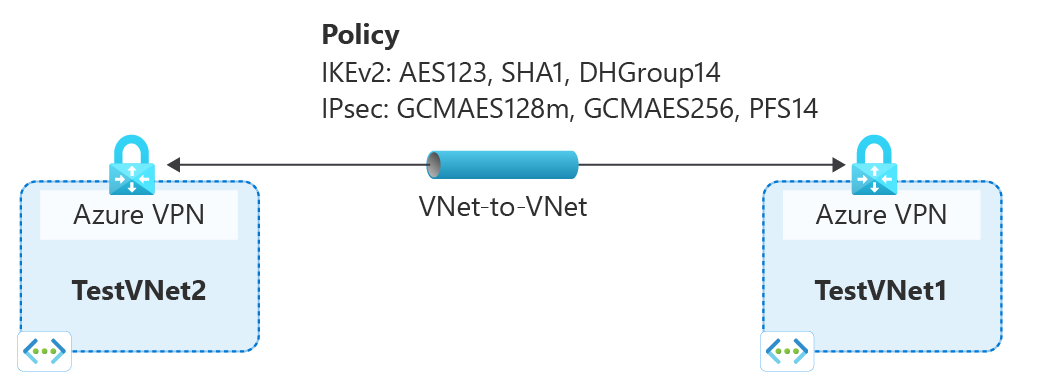 Policy
IKEv2: AES123, SHA1, DHGroup14
IPsec: GCMAES128m, GCMAES256, PFS14
VNet-to-VNet
Azure VPN
TestVNet2
Azure VPN
TestVNet1